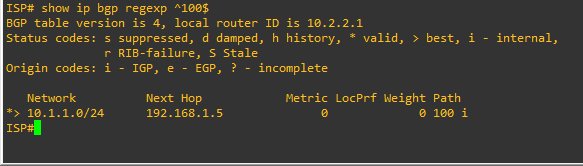 ISP# show ip bgp regexp ^100$
BGP table version is 4, local router ID is 10.2.2.1
Status codes: s suppressed, d damped, h history, * valid, > best, i - internal,
r RIB-failure, S Stale
Origin codes: i - IGP, e - EGP, ? - incomplete
Network Next Hop Metric LocPrf Weight Path
*> 10.1.1.0/24 192.168.1.5 0 0 100 i
ISP#